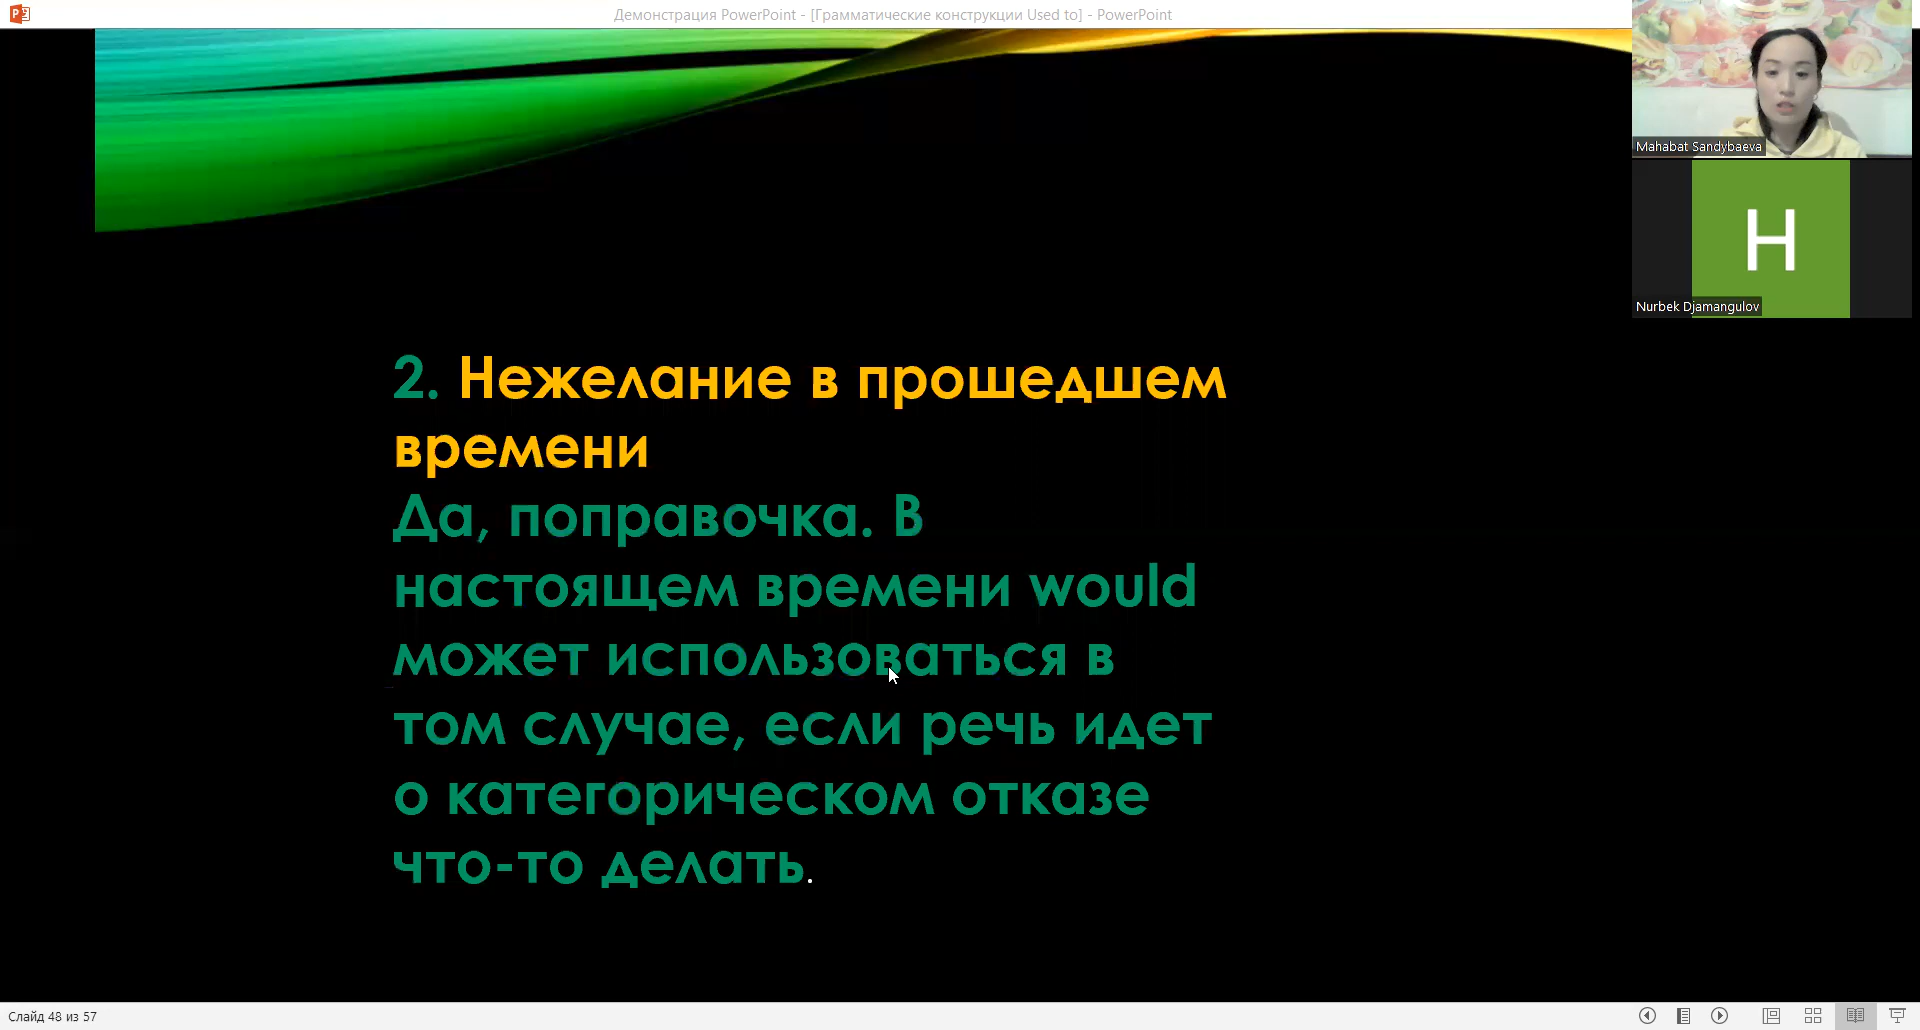 Демонстрация PowerPoint - [Грамматические конструкции Used to] - PowerPoint
Mahabat Sandybaeva
H
Nurbek Djamangulov
2. Нежелание в прошедшем
времени
Да, поправочка. В
настоящем времени would
может использоваться в
том случае, если речь идет
о категорическом отказе
что-то делать.
Слайд 48 из 57